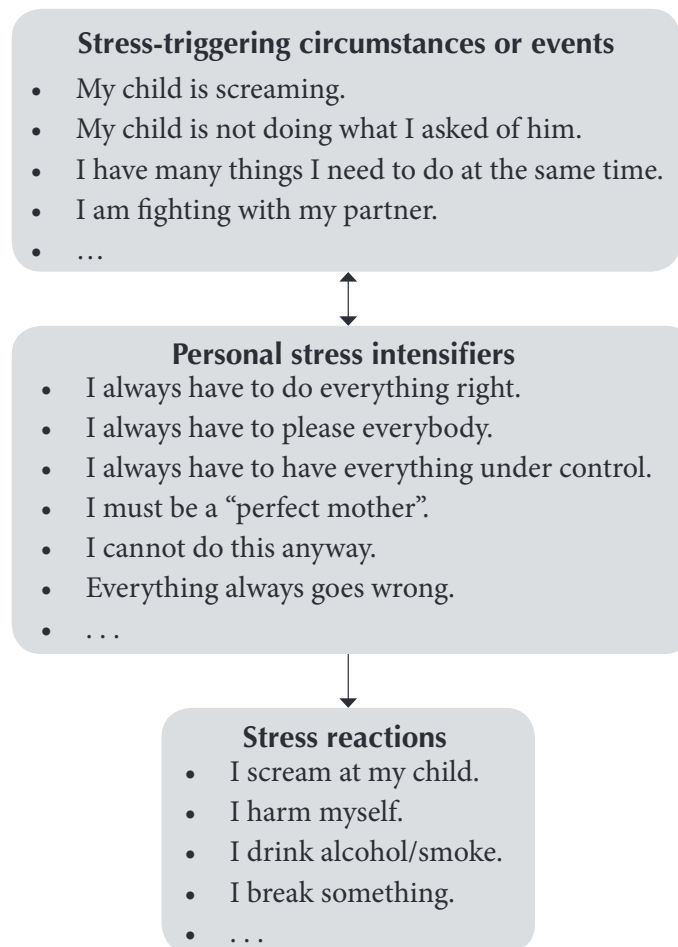 Stress-triggering circumstances or events
• My child is screaming.
• My child is not doing what I asked of him.
• I have many things I need to do at the same time.
• I am fighting with my partner.
• …
Personal stress intensifiers
• I always have to do everything right.
• I always have to please everybody.
• I always have to have everything under control.
• I must be a “perfect mother”.
• I cannot do this anyway.
• Everything always goes wrong.
• . . .
Stress reactions
• I scream at my child.
• I harm myself.
• I drink alcohol/smoke.
• I break something.
• . . .